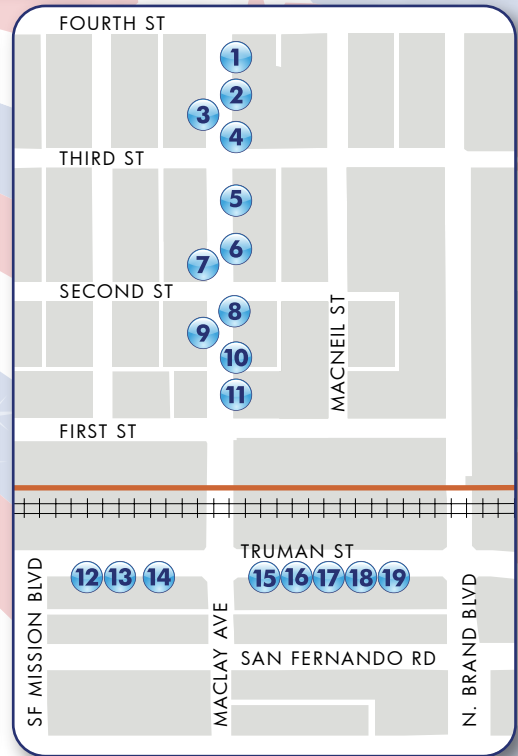 FOURTH ST
1
2
3
4
THIRD ST
5
6
7
SECOND ST
8
9
10
11
MACNEIL ST
FIRST ST
TRUMAN ST
12 13 14 15 16 17 18 19
SF MISSION BLVD
MACLAY AVE
SAN FERNANDO RD
N. BRAND BLVD